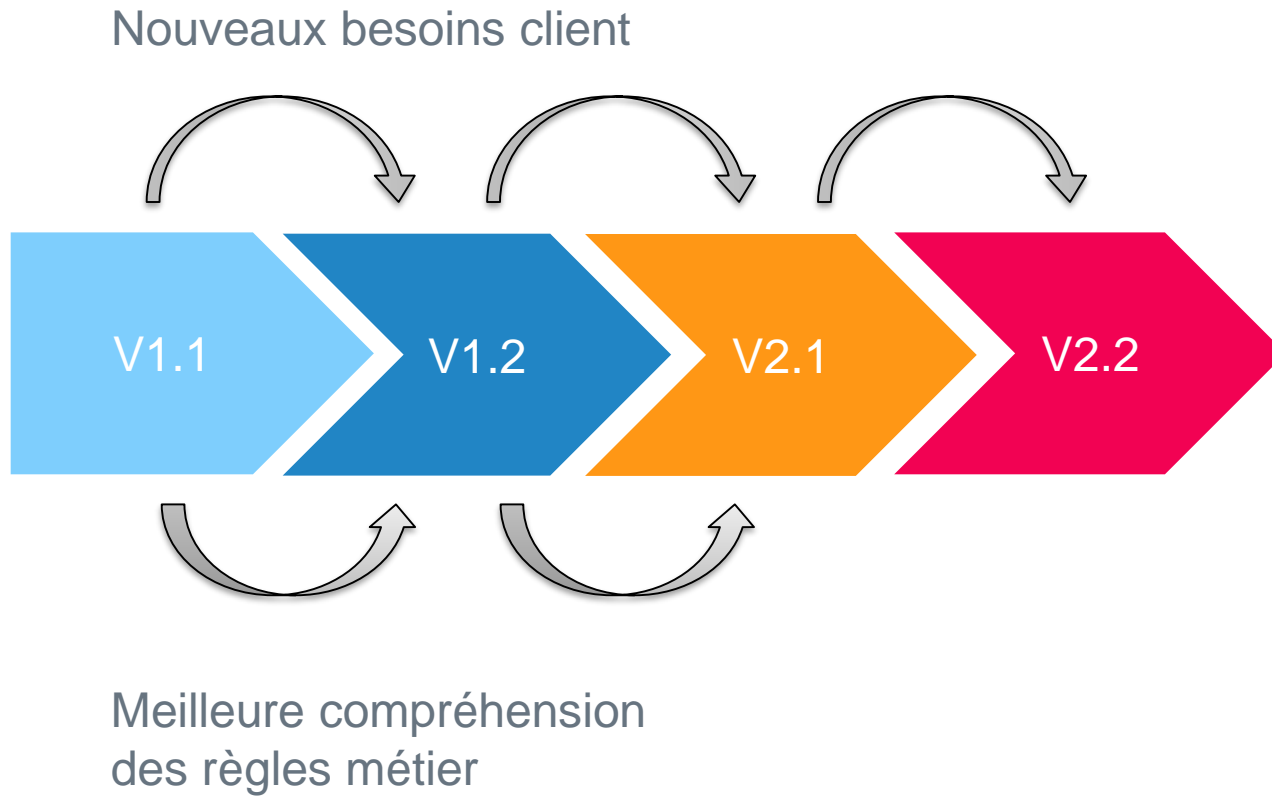 Nouveaux besoins client
V1.1
V1.2
V2.1
V2.2
Meilleure compréhension
des règles métier